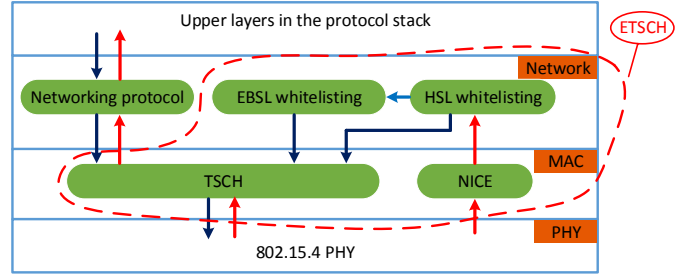 Upper layers in the protocol stack
ETSCH
Network
Networking protocol
EBSL whitelisting
HSL whitelisting
MAC
TSCH
NICE
PHY
802.15.4 PHY